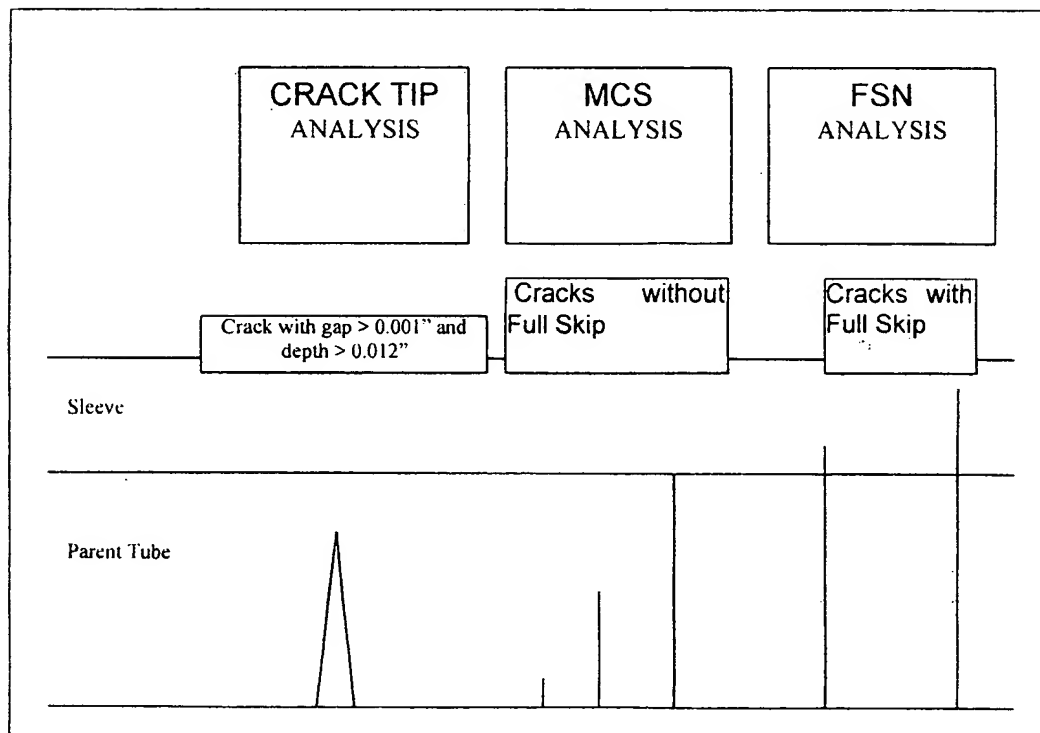 CRACK TIP
ANALYSIS
MCS
ANALYSIS
FSN
ANALYSIS
Crack with gap > 0.001” and
depth > 0.012”
Cracks without
Full Skip
Cracks with
Full Skip
Sleeve
Parent Tube